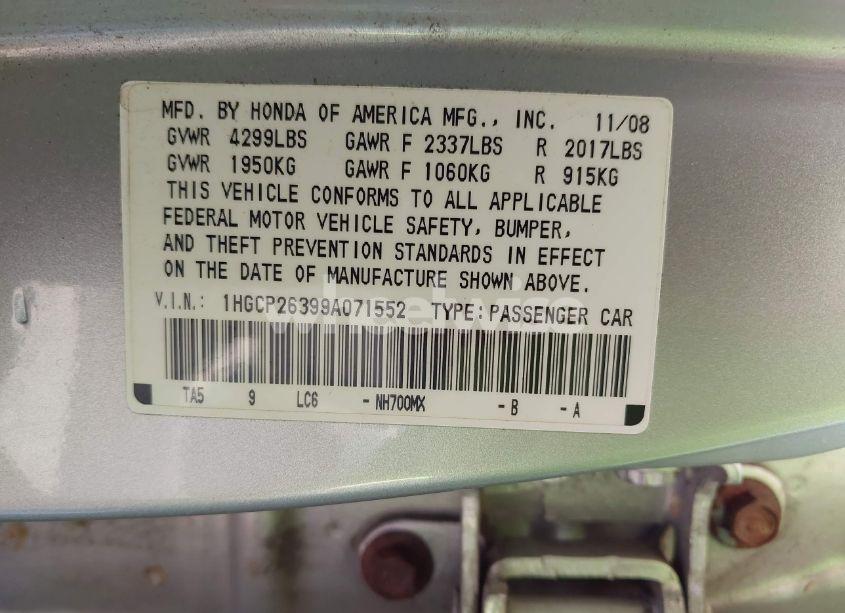 MFD. BY HONDA OF AMERICA MFG., INC. 11/08
GVWR 4299LBS GAWR F 2337LBS R 2017LBS
GVWR 1950KG GAWR F 1060KG R 915KG
THIS VEHICLE CONFORMS TO ALL APPLICABLE
FEDERAL MOTOR VEHICLE SAFETY, BUMPER,
AND THEFT PREVENTION STANDARDS IN EFFECT
ON THE DATE OF MANUFACTURE SHOWN ABOVE.
V.I.N.: 1HGCP26399A071552 TYPE: PASSENGER CAR
wheelwise
TA5 9 LC6 - NH700MX - B - A